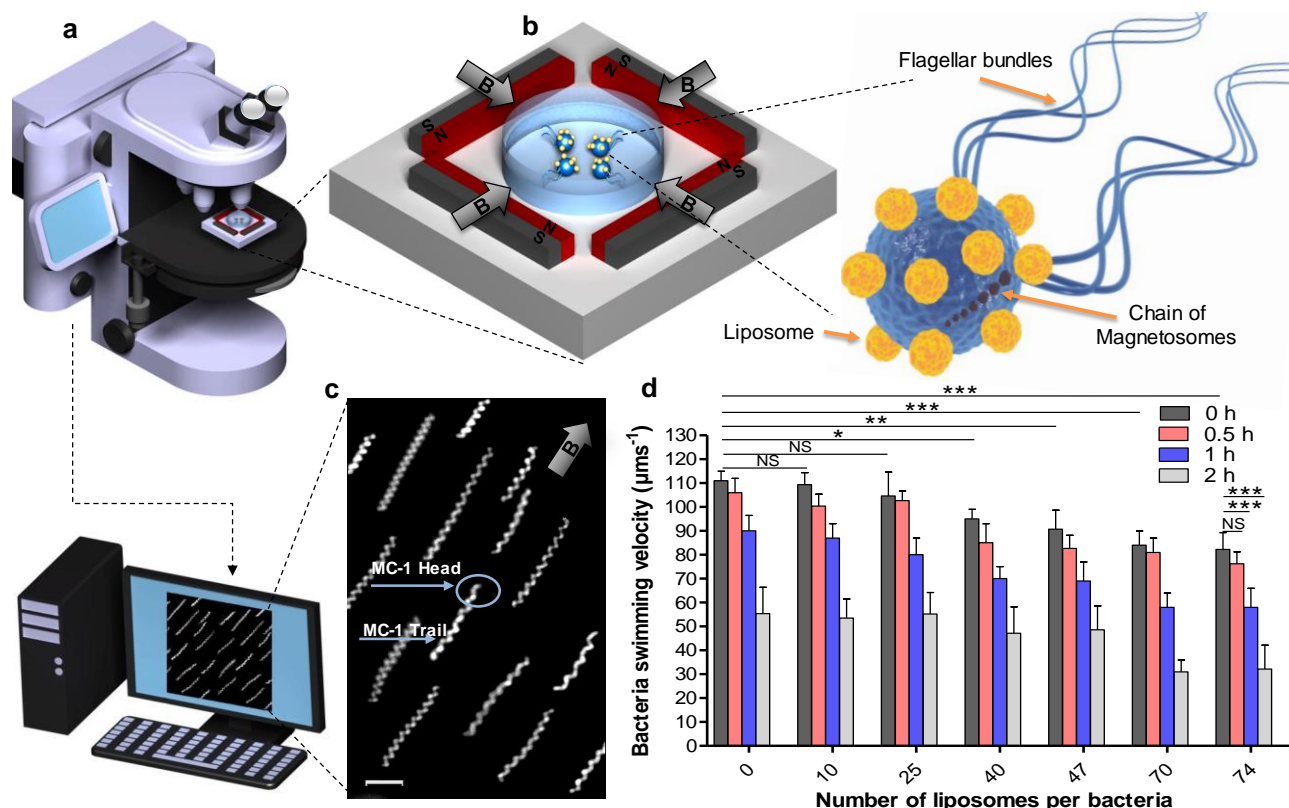 a
b
B
B
B
B
S
N
S
N
S
N
N
S
Flagellar bundles
Liposome
Chain of
Magnetosomes
c
B
MC-1 Head
MC-1 Trail
d
***
***
**
*
NS
NS
***
***
NS
0 h
0.5 h
1 h
2 h
Bacteria swimming velocity (µms⁻¹)
130
120
110
100
90
80
70
60
50
40
30
20
10
0
0
10
25
40
47
70
74
Number of liposomes per bacteria